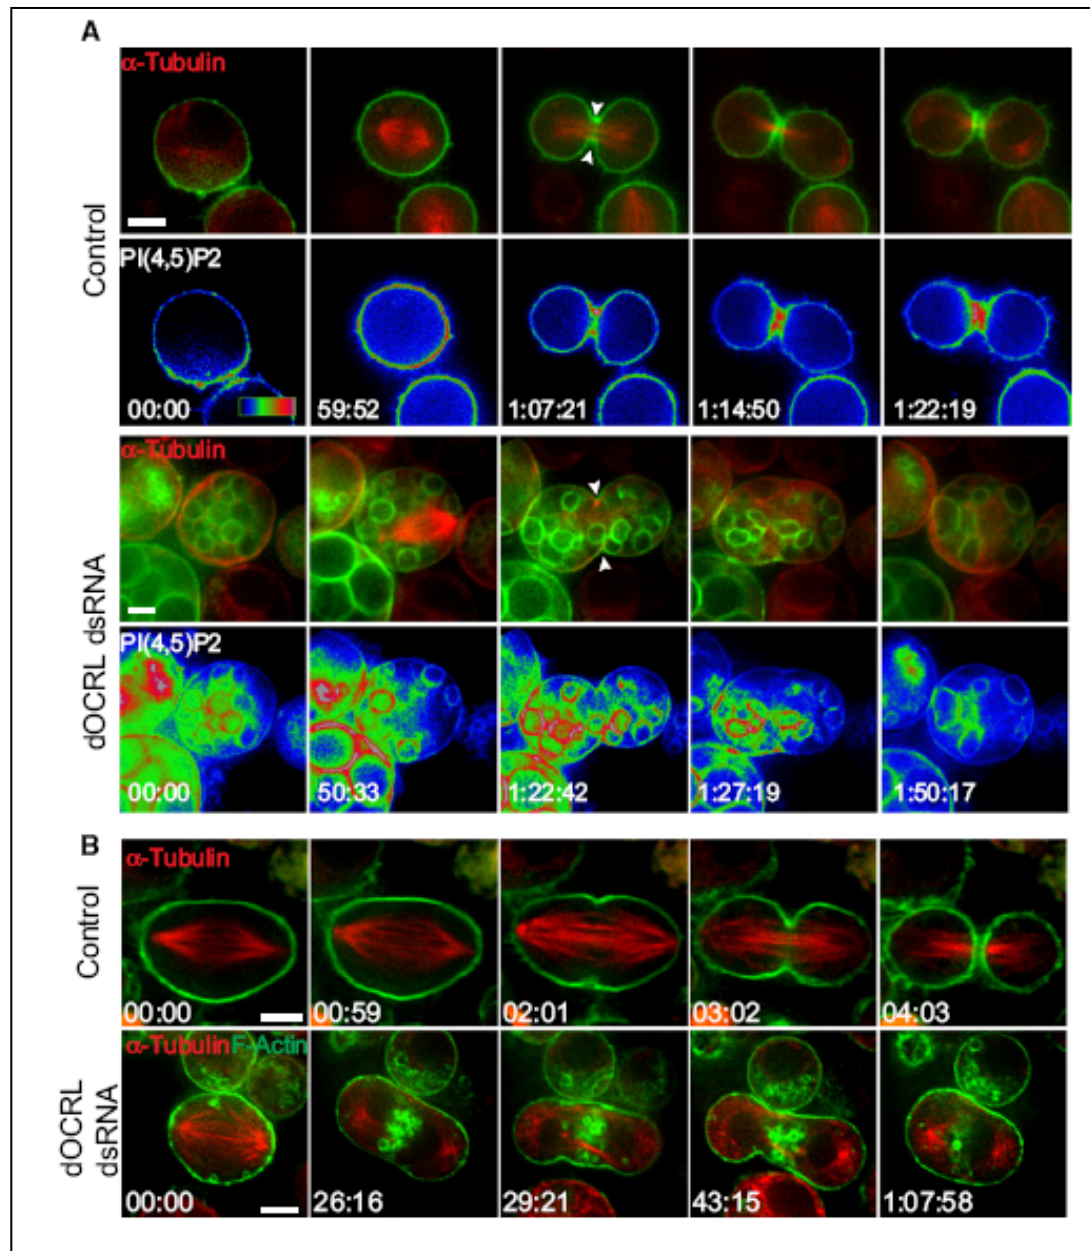 A
Control
α-Tubulin
PI(4,5)P2
00:00 59:52 1:07:21 1:14:50 1:22:19
dOCRL dsRNA
α-Tubulin
PI(4,5)P2
00:00 50:33 1:22:42 1:27:19 1:50:17
B
Control
α-Tubulin
00:00 00:59 02:01 03:02 04:03
dOCRL
dsRNA
α-Tubulin F-Actin
00:00 26:16 29:21 43:15 1:07:58